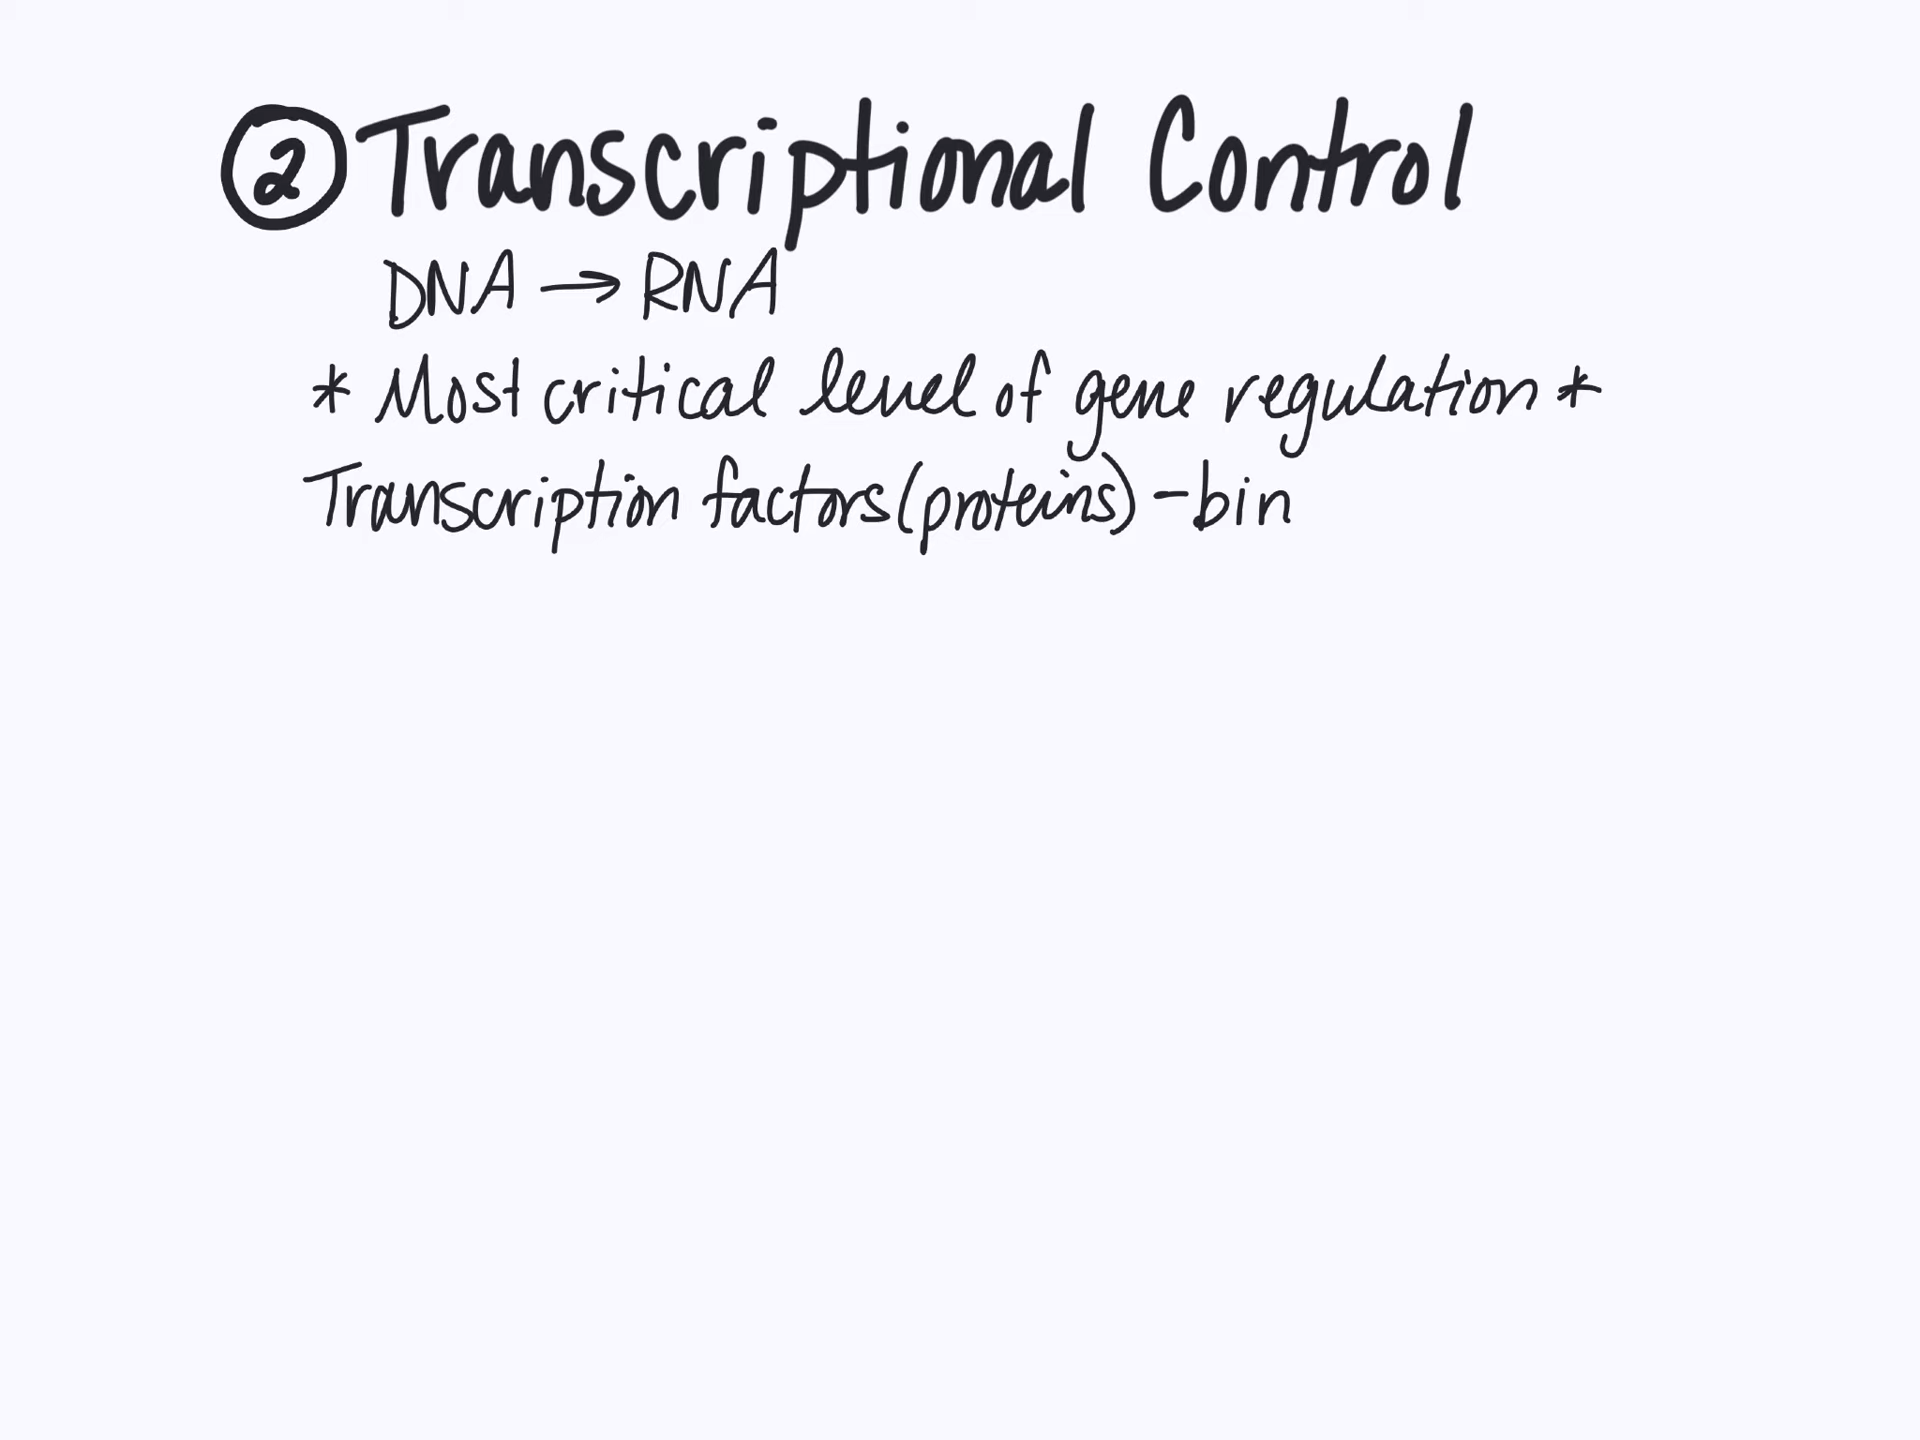 ② Transcriptional Control
DNA → RNA
* Most critical level of gene regulation *
Transcription factors (proteins) - bin